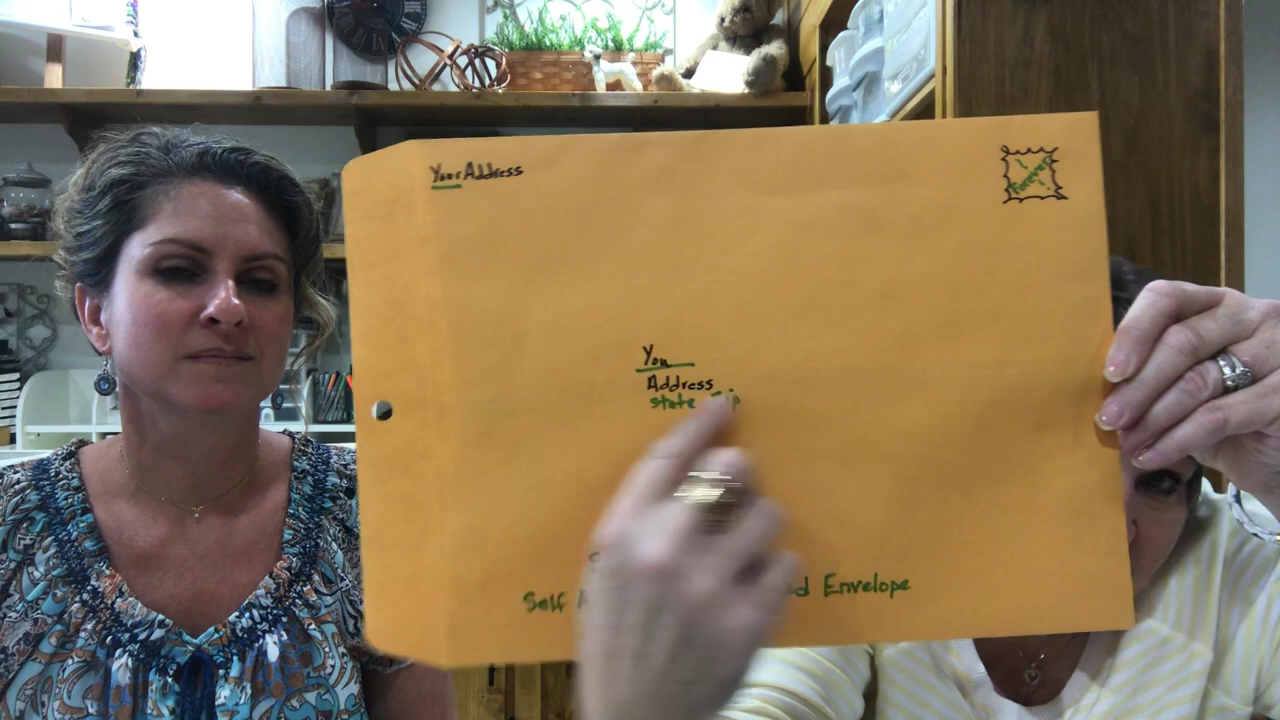 Your Address
Forever
You
Address
state
Self
Envelope